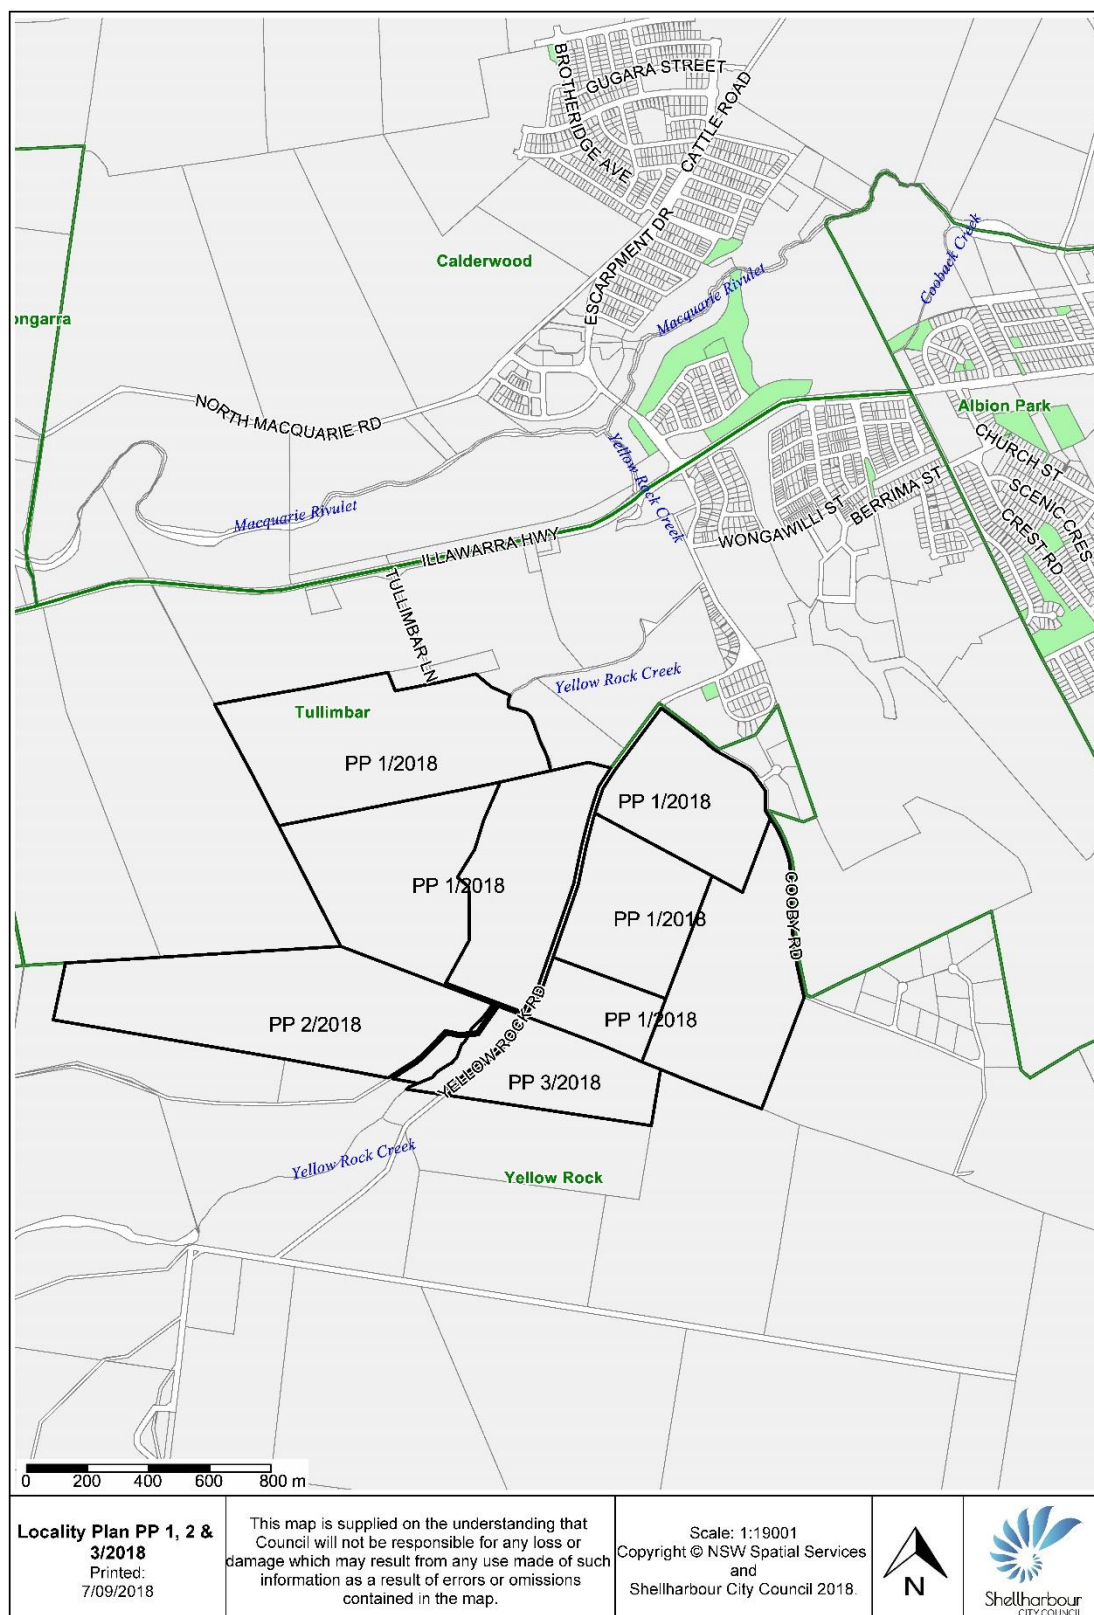 BROTHERIDGE AVE
GUGARA STREET
CATTLE ROAD
ESCARPMENT DR
Calderwood
Macquarie Rivulet
Cooback Creek
ongarra
NORTH MACQUARIE RD
Albion Park
CHURCH ST
SCENIC CRES
CREST RD
Yellow Rock Creek
BERRIMA ST
WONGAWILLI ST
Macquarie Rivulet
ILLAWARRA HWY
TULLIMBAR LN
Yellow Rock Creek
Tullimbar
PP 1/2018
PP 1/2018
PP 1/2018
PP 1/2018
COOBY RD
PP 1/2018
PP 2/2018
YELLOW ROCK RD
PP 3/2018
Yellow Rock Creek
Yellow Rock
0 200 400 600 800 m
Locality Plan PP 1, 2 &
3/2018
Printed:
7/09/2018
This map is supplied on the understanding that
Council will not be responsible for any loss or
damage which may result from any use made of such
information as a result of errors or omissions
contained in the map.
Scale: 1:19001
Copyright © NSW Spatial Services
and
Shellharbour City Council 2018.
N
Shellharbour
CITY COUNCIL